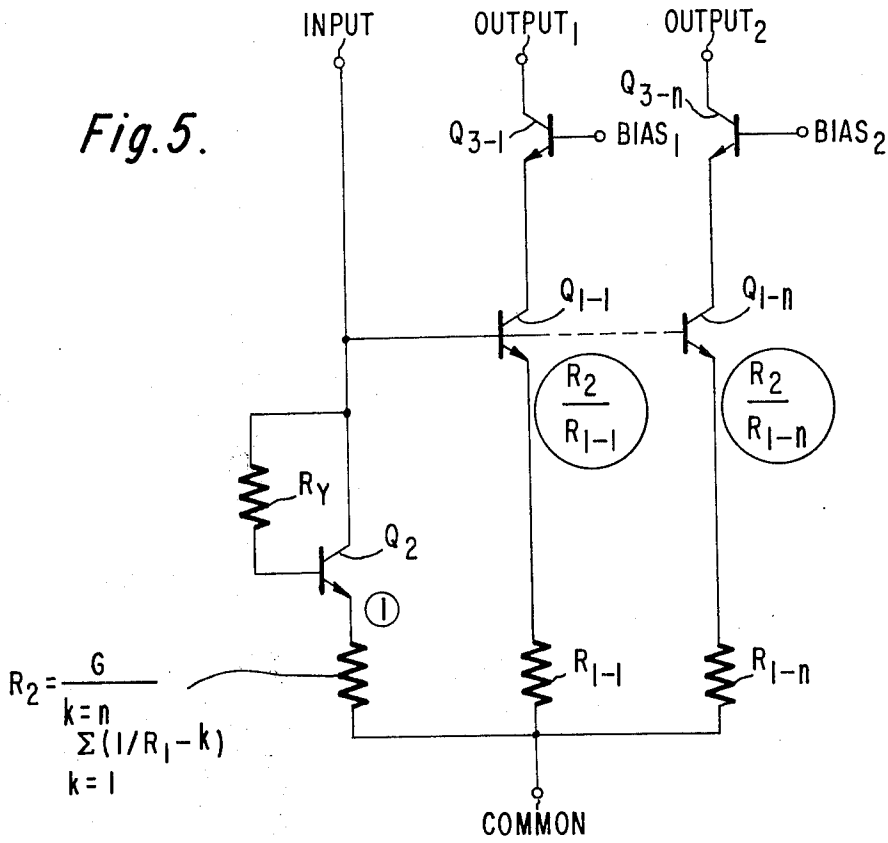 INPUT
OUTPUT₁
OUTPUT₂
Fig. 5.
Q₃₋₁
BIAS₁
Q₃₋ₙ
BIAS₂
Q₁₋₁
Q₁₋ₙ
R₂
R₁₋₁
R₂
R₁₋ₙ
R_Y
Q₂
1
R₂ = G
k = n
Σ(1/R₁-k)
k = 1
R₁₋₁
R₁₋ₙ
COMMON